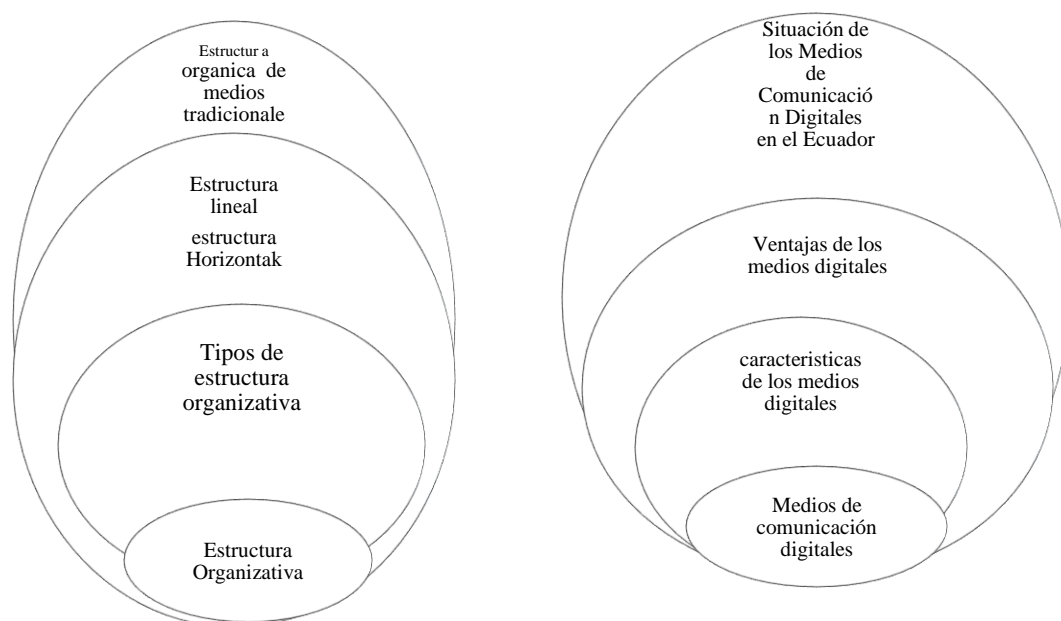 Estructur a
organica de
medios
tradicionale
Estructura
lineal
estructura
Horizontak
Tipos de
estructura
organizativa
Estructura
Organizativa
Situación de
los Medios
de
Comunicació
n Digitales
en el Ecuador
Ventajas de los
medios digitales
caracteristicas
de los medios
digitales
Medios de
comunicación
digitales